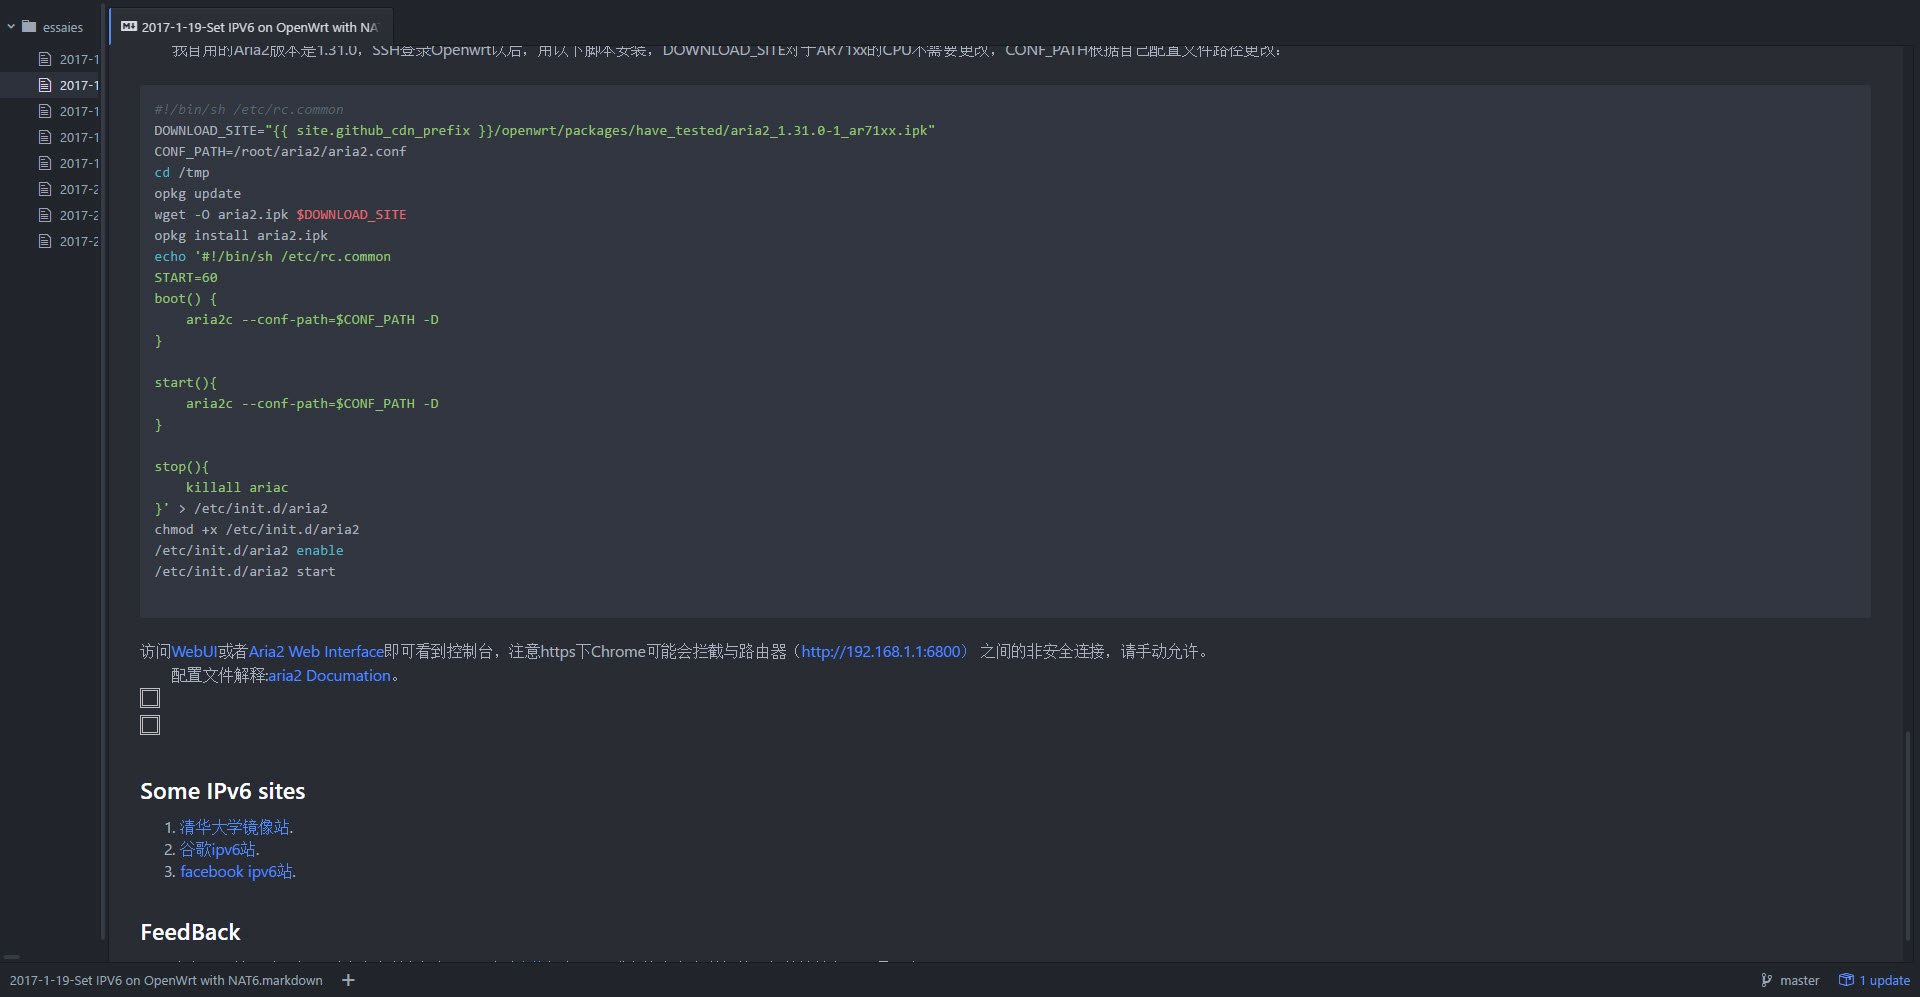 essaies
2017-1-19-Set IPV6 on OpenWrt with NA
2017-1
2017-1
2017-1
2017-1
2017-1
2017-2
2017-2
2017-2
我目用的Aria2版本是1.31.0，SSH登录Openwrt以后，用以下脚本安装，DOWNLOAD_SITE对于AR71xx的CPU不需要更改，CONF_PATH根据自己配置文件路径更改：
#!/bin/sh /etc/rc.common
DOWNLOAD_SITE="{{ site.github_cdn_prefix }}/openwrt/packages/have_tested/aria2_1.31.0-1_ar71xx.ipk"
CONF_PATH=/root/aria2/aria2.conf
cd /tmp
opkg update
wget -O aria2.ipk $DOWNLOAD_SITE
opkg install aria2.ipk
echo '#!/bin/sh /etc/rc.common
START=60
boot() {
    aria2c --conf-path=$CONF_PATH -D
}
start(){
    aria2c --conf-path=$CONF_PATH -D
}
stop(){
    killall ariac
}' > /etc/init.d/aria2
chmod +x /etc/init.d/aria2
/etc/init.d/aria2 enable
/etc/init.d/aria2 start
访问WebUI或者Aria2 Web Interface即可看到控制台，注意https下Chrome可能会拦截与路由器（http://192.168.1.1:6800） 之间的非安全连接，请手动允许。
配置文件解释:aria2 Documation。
Some IPv6 sites
1. 清华大学镜像站.
2. 谷歌ipv6站.
3. facebook ipv6站.
FeedBack
2017-1-19-Set IPV6 on OpenWrt with NAT6.markdown +
master
1 update